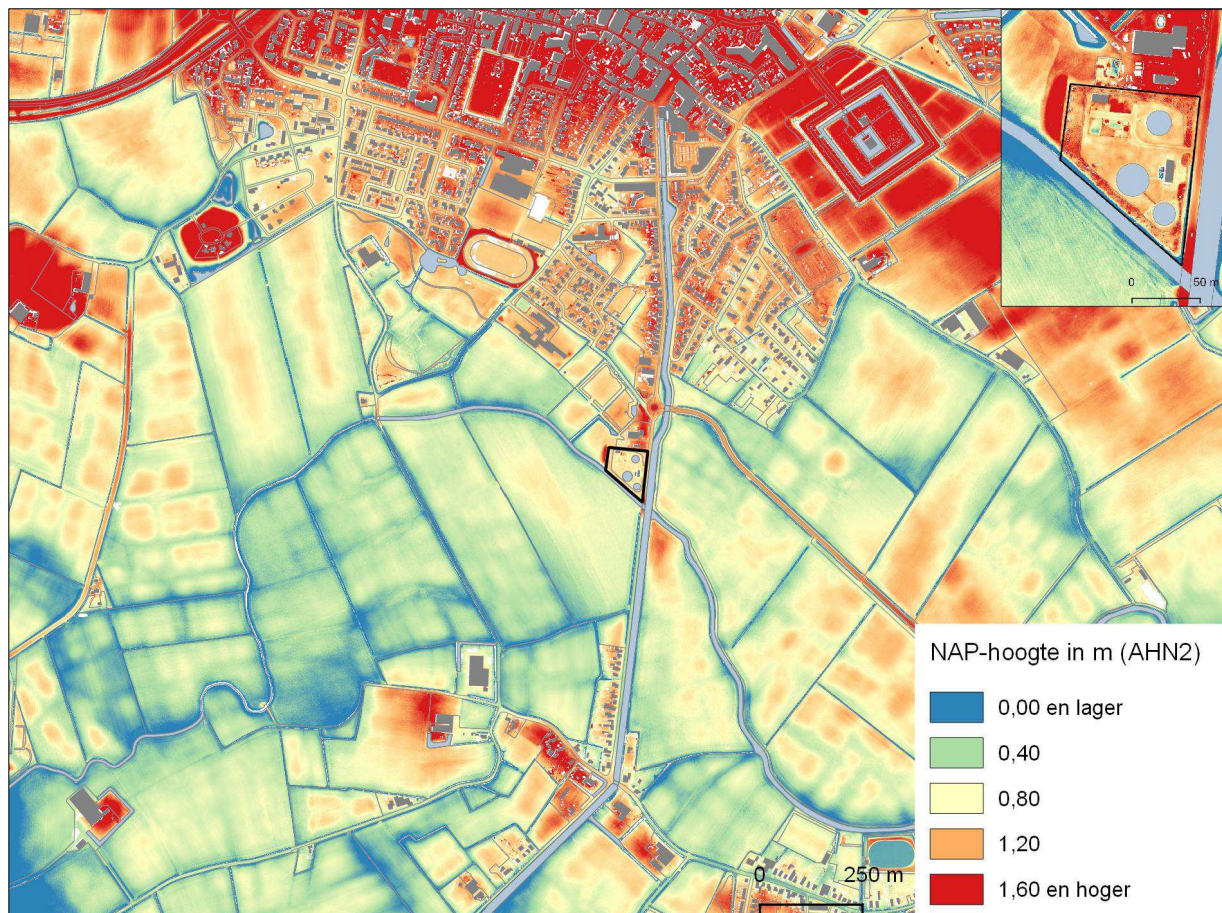 0 50 m
NAP-hoogte in m (AHN2)
0,00 en lager
0,40
0,80
1,20
1,60 en hoger
0 250 m